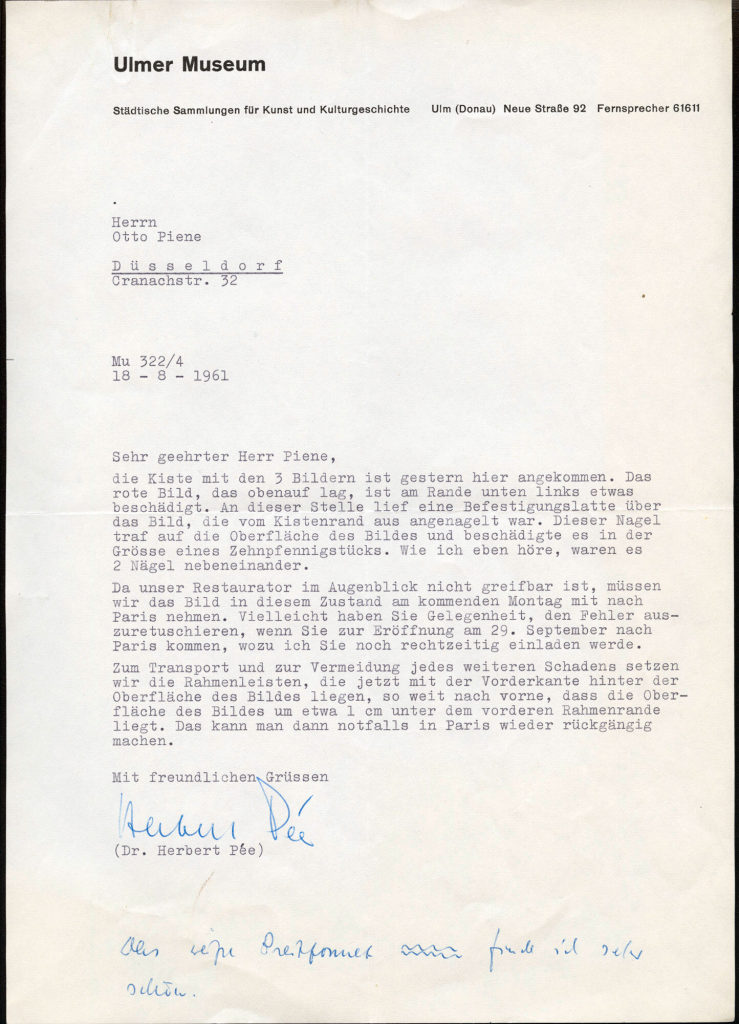 Ulmer Museum
Städtische Sammlungen für Kunst und Kulturgeschichte Ulm (Donau) Neue Straße 92 Fernsprecher 61611
Herrn
Otto Piene
D ü s s e l d o r f
Cranachstr. 32
Mu 322/4
18 - 8 - 1961
Sehr geehrter Herr Piene,
die Kiste mit den 3 Bildern ist gestern hier angekommen. Das
rote Bild, das obenauf lag, ist am Rande unten links etwas
beschädigt. An dieser Stelle lief eine Befestigungslatte über
das Bild, die vom Kistenrand aus angenagelt war. Dieser Nagel
traf auf die Oberfläche des Bildes und beschädigte es in der
Grösse eines Zehnpfennigstücks. Wie ich eben höre, waren es
2 Nägel nebeneinander.
Da unser Restaurator im Augenblick nicht greifbar ist, müssen
wir das Bild in diesem Zustand am kommenden Montag mit nach
Paris nehmen. Vielleicht haben Sie Gelegenheit, den Fehler aus-
zuretuschieren, wenn Sie zur Eröffnung am 29. September nach
Paris kommen, wozu ich Sie noch rechtzeitig einladen werde.
Zum Transport und zur Vermeidung jedes weiteren Schadens setzen
wir die Rahmenleisten, die jetzt mit der Vorderkante hinter der
Oberfläche des Bildes liegen, so weit nach vorne, dass die Ober-
fläche des Bildes um etwa 1 cm unter dem vorderen Rahmenrande
liegt. Das kann man dann notfalls in Paris wieder rückgängig
machen.
Mit freundlichen Grüssen
Herbert Pée
(Dr. Herbert Pée)
Das weiße Breitformat finde ich sehr
schön.